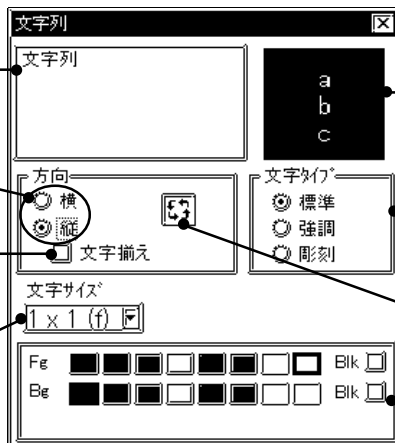 文字列
文字列
a
b
c
方向
横
縦
文字揃え
文字ﾀｲﾌﾟ
標準
強調
彫刻
文字ｻｲｽﾞ
1 x 1 (f)
Fg Blk
Bg Blk